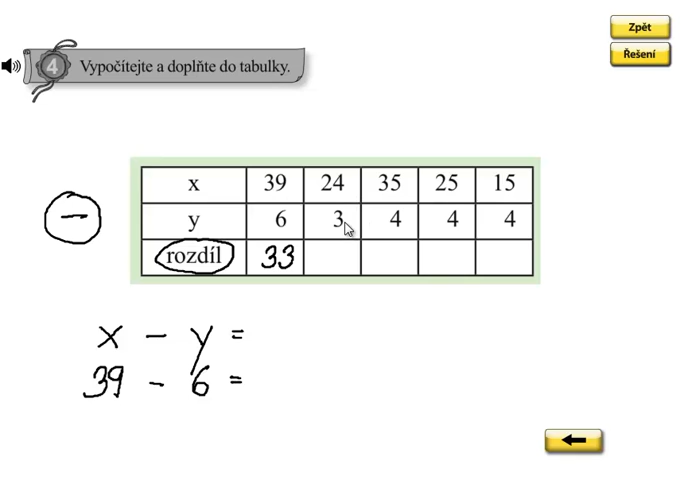 Zpět
Řešení
4 Vypočítejte a doplňte do tabulky.
x 39 24 35 25 15
y 6 3 4 4 4
rozdíl 33
−
x − y =
39 − 6 =